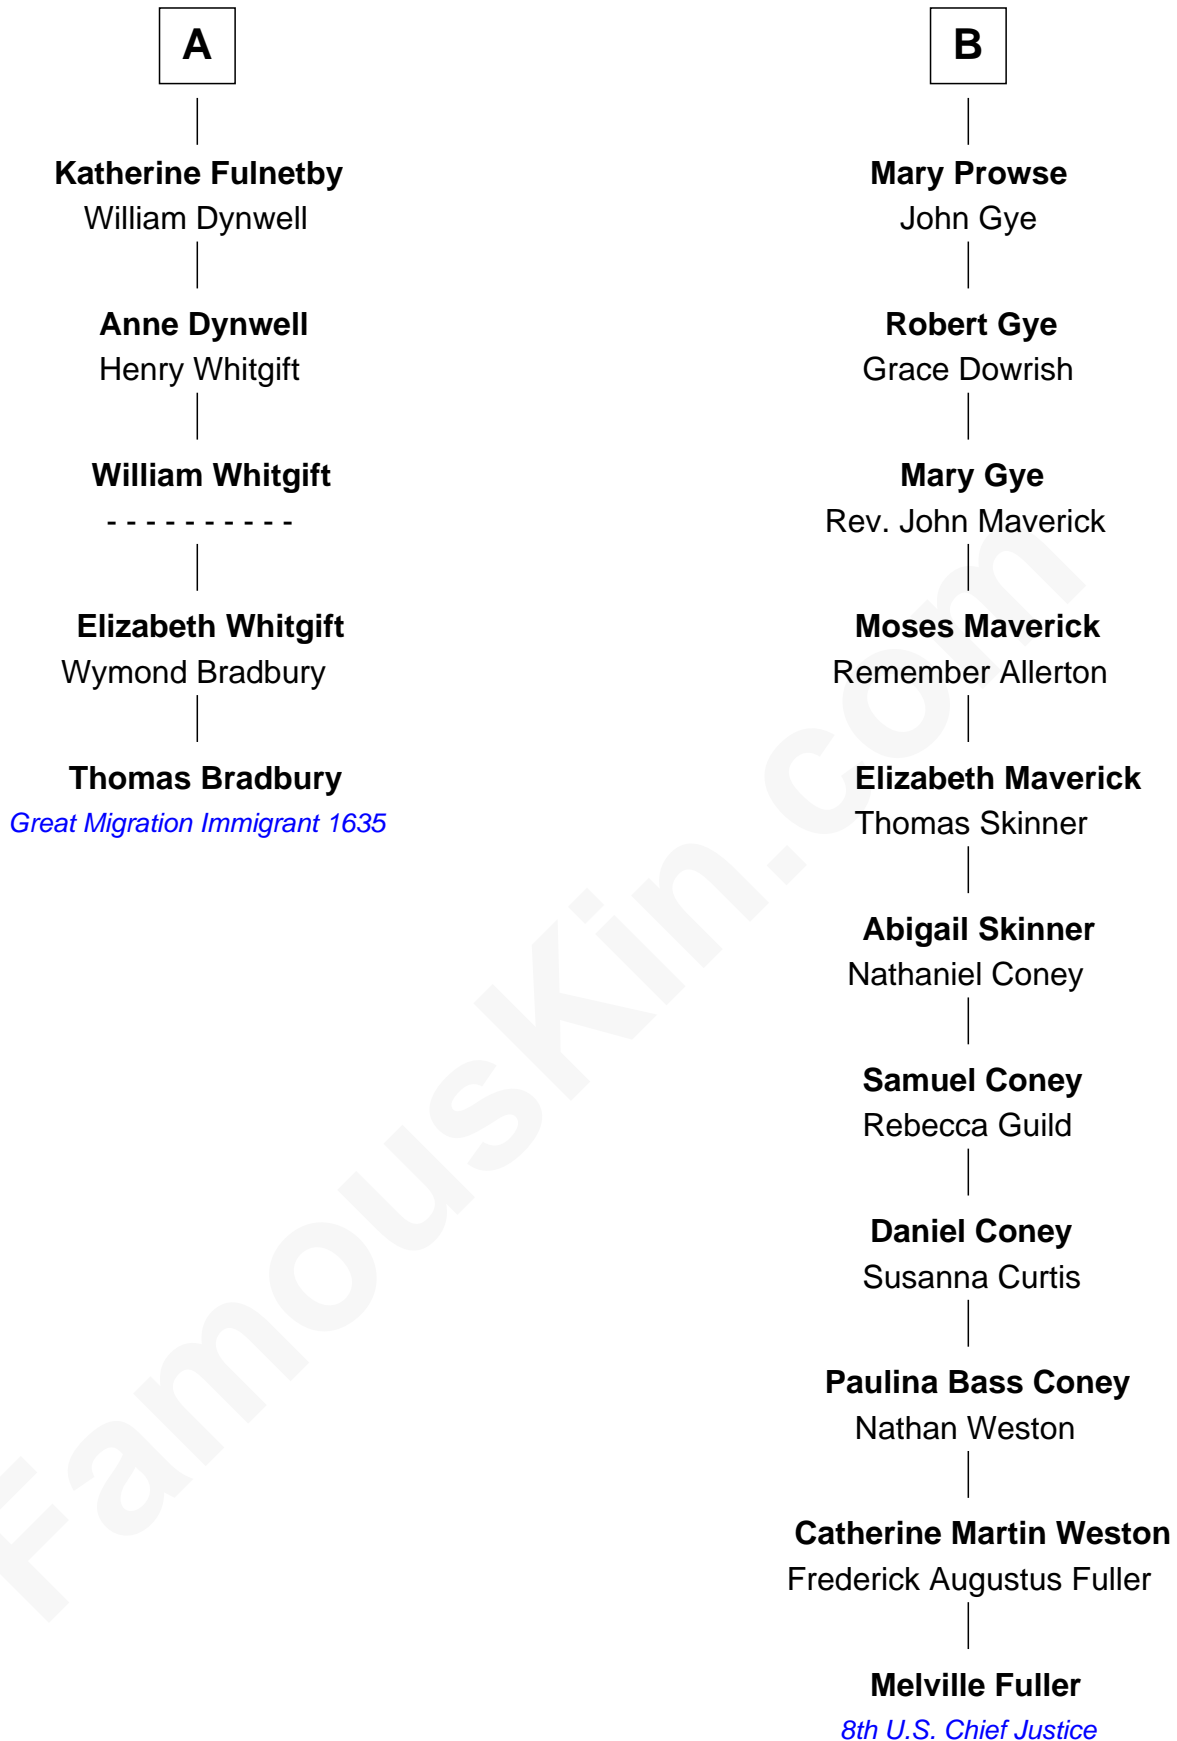 A
Katherine Fulnetby
William Dynwell
Anne Dynwell
Henry Whitgift
William Whitgift
- - - - - - - - - -
Elizabeth Whitgift
Wymond Bradbury
Thomas Bradbury
Great Migration Immigrant 1635
B
Mary Prowse
John Gye
Robert Gye
Grace Dowrish
Mary Gye
Rev. John Maverick
Moses Maverick
Remember Allerton
Elizabeth Maverick
Thomas Skinner
Abigail Skinner
Nathaniel Coney
Samuel Coney
Rebecca Guild
Daniel Coney
Susanna Curtis
Paulina Bass Coney
Nathan Weston
Catherine Martin Weston
Frederick Augustus Fuller
Melville Fuller
8th U.S. Chief Justice
FamousKin.com